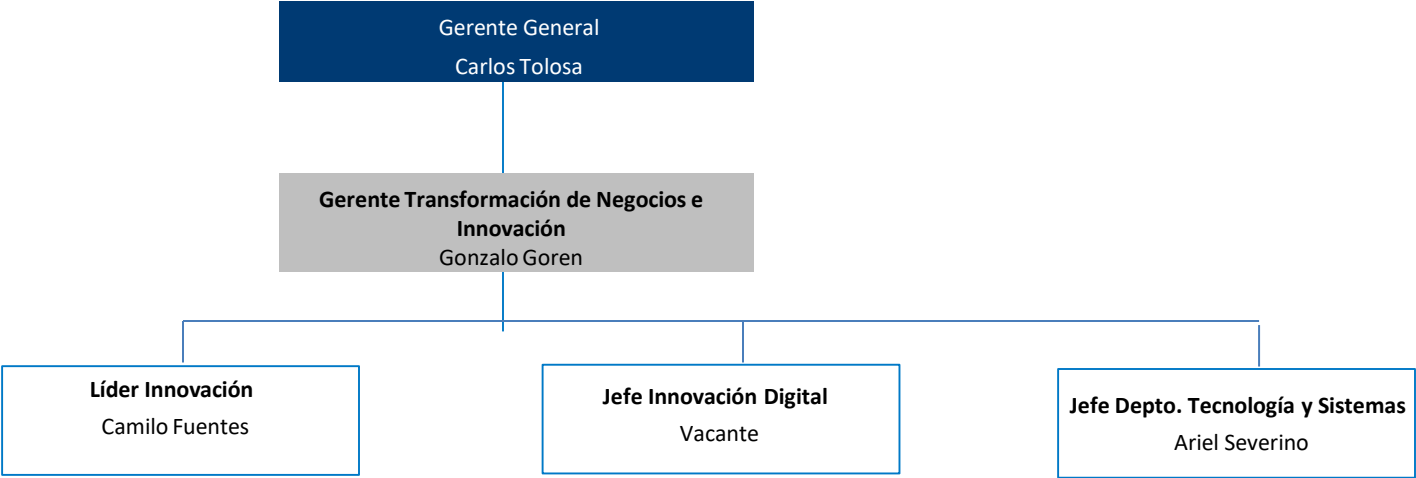 Gerente General
Carlos Tolosa
Gerente Transformación de Negocios e
Innovación
Gonzalo Goren
Líder Innovación
Camilo Fuentes
Jefe Innovación Digital
Vacante
Jefe Depto. Tecnología y Sistemas
Ariel Severino